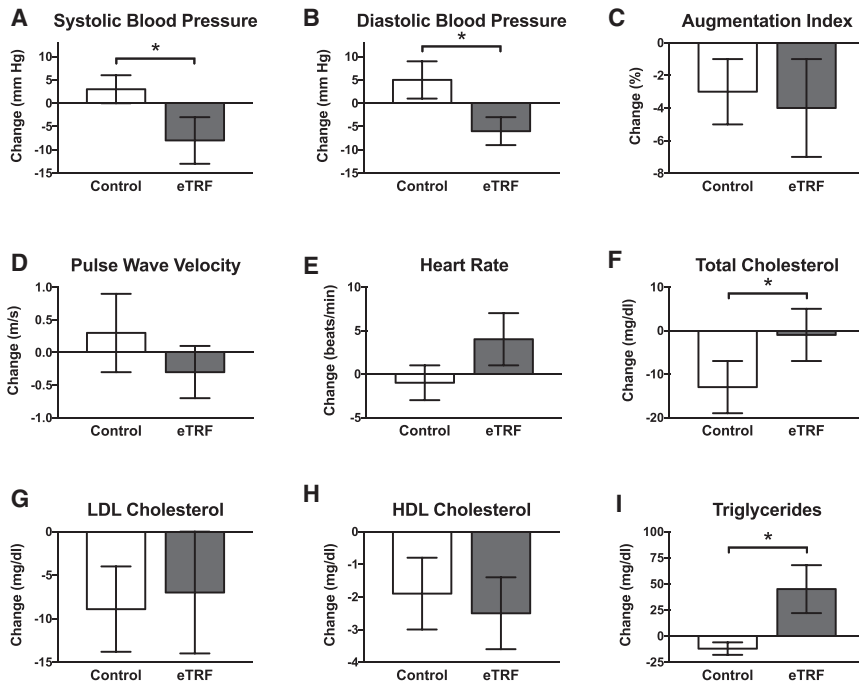 A
Systolic Blood Pressure
Change (mm Hg)
10
5
0
-5
-10
-15
*
Control
eTRF
B
Diastolic Blood Pressure
Change (mm Hg)
10
5
0
-5
-10
-15
*
Control
eTRF
C
Augmentation Index
Change (%)
0
-2
-4
-6
-8
Control
eTRF
D
Pulse Wave Velocity
Change (m/s)
1.0
0.5
0.0
-0.5
-1.0
Control
eTRF
E
Heart Rate
Change (beats/min)
10
5
0
-5
Control
eTRF
F
Total Cholesterol
Change (mg/dl)
10
0
-10
-20
*
Control
eTRF
G
LDL Cholesterol
Change (mg/dl)
0
-5
-10
-15
Control
eTRF
H
HDL Cholesterol
Change (mg/dl)
0
-1
-2
-3
-4
Control
eTRF
I
Triglycerides
Change (mg/dl)
100
75
50
25
0
-25
*
Control
eTRF